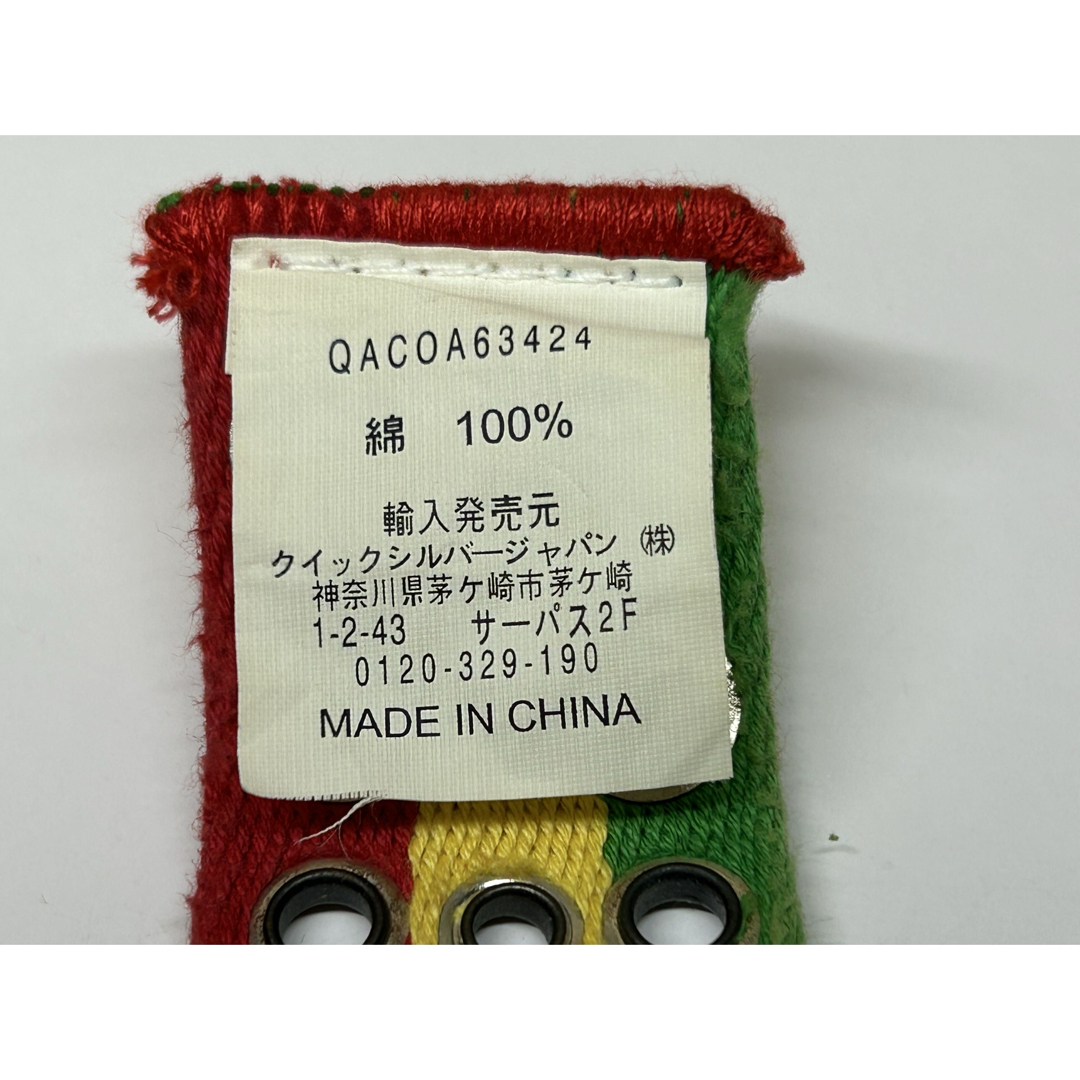 QACOA63424
綿 100%
輸入発売元
クイックシルバージャパン (株)
神奈川県茅ケ崎市茅ケ崎
1-2-43 サーパス2F
0120-329-190
MADE IN CHINA